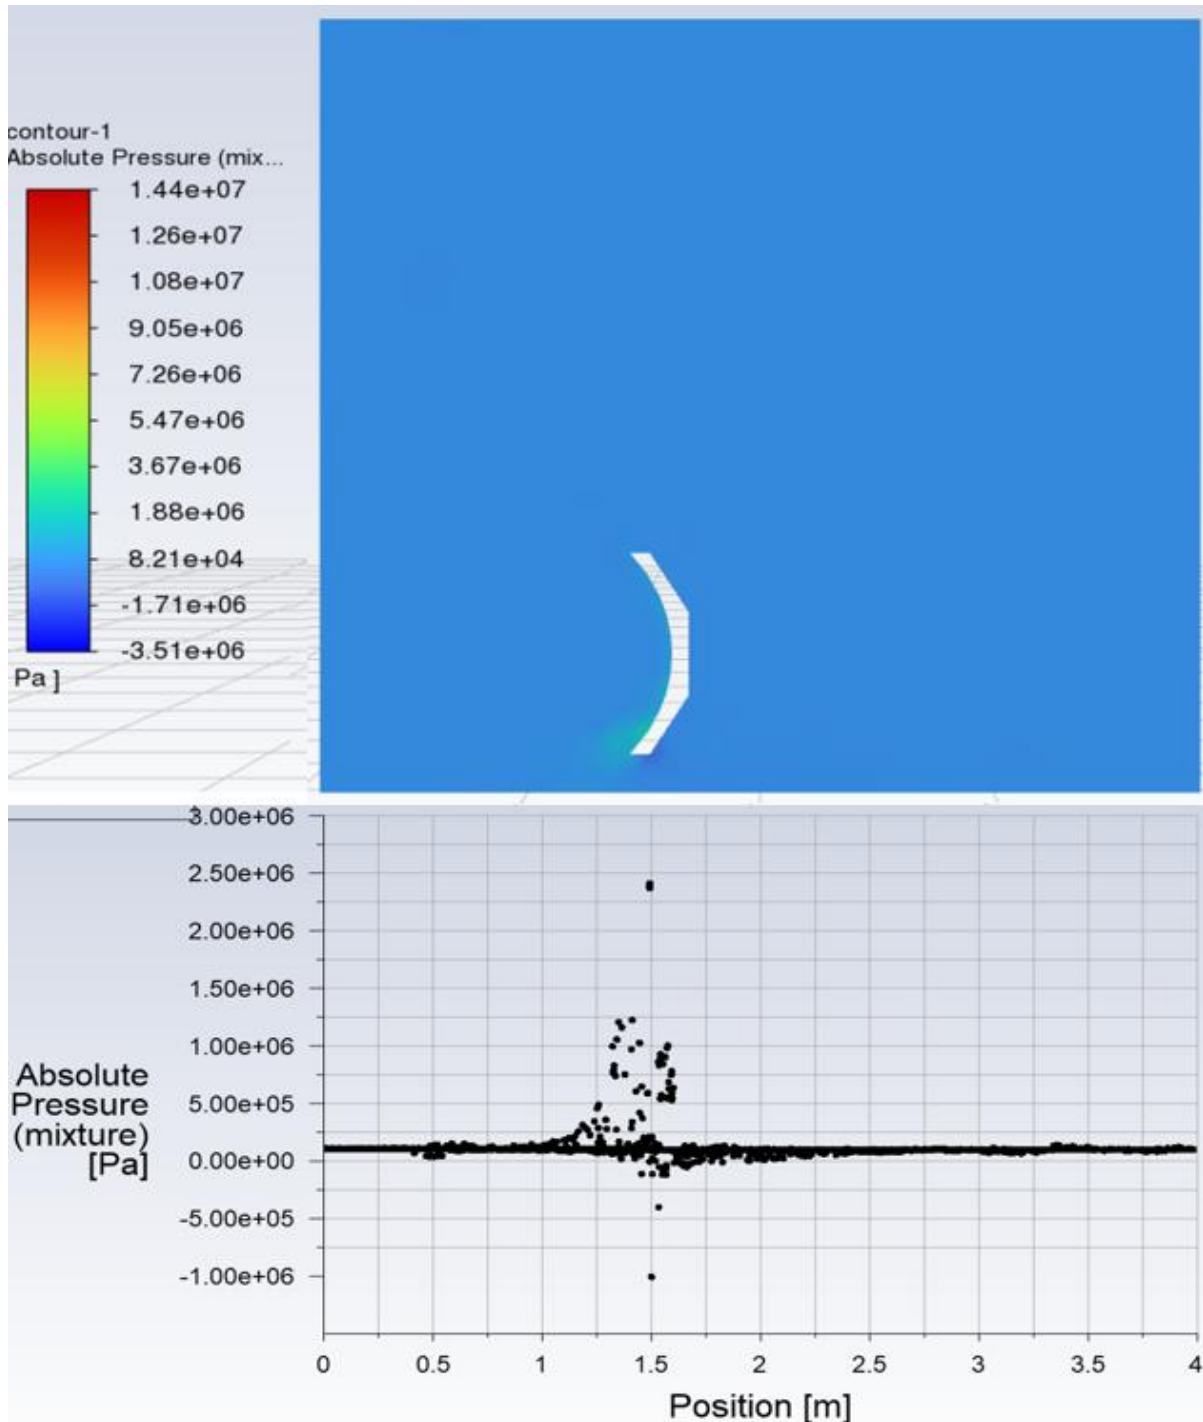 contour-1
Absolute Pressure (mix...
1.44e+07
1.26e+07
1.08e+07
9.05e+06
7.26e+06
5.47e+06
3.67e+06
1.88e+06
8.21e+04
-1.71e+06
-3.51e+06
Pa ]
3.00e+06
2.50e+06
2.00e+06
1.50e+06
1.00e+06
5.00e+05
0.00e+00
-5.00e+05
-1.00e+06
Absolute
Pressure
(mixture)
[Pa]
0 0.5 1 1.5 2 2.5 3 3.5 4
Position [m]